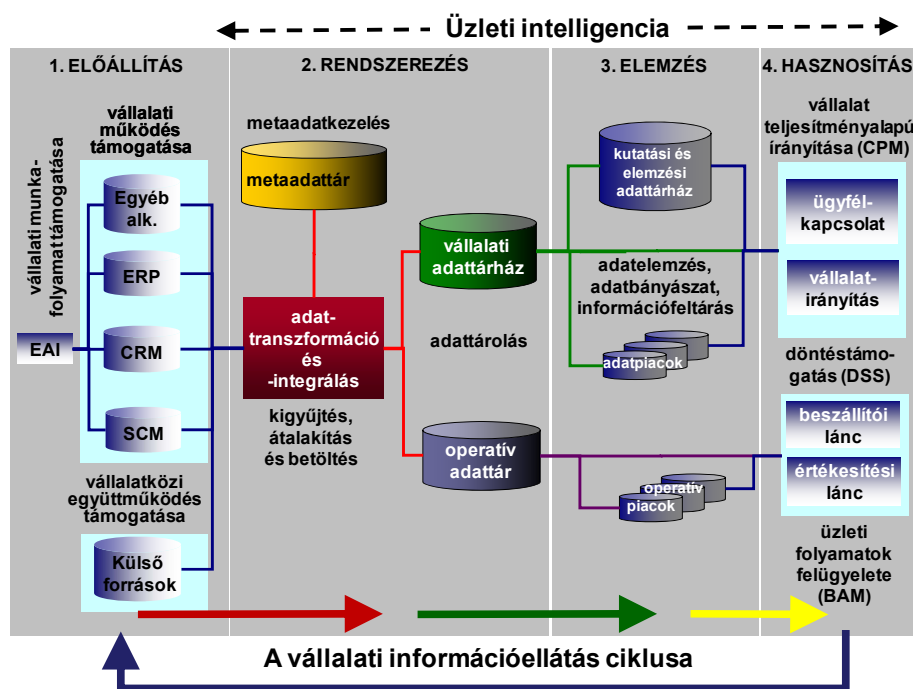 Üzleti intelligencia
1. ELŐÁLLÍTÁS
2. RENDSZEREZÉS
3. ELEMZÉS
4. HASZNOSÍTÁS
vállalati munka-
folyamat támogatása
vállalati
működés
támogatása
EAI
Egyéb
alk.
ERP
CRM
SCM
vállalatközi
együttműködés
támogatása
Külső
források
metaadatkezelés
metaadattár
adat-
transzformáció
és
-integrálás
kigyűjtés,
átalakítás
és betöltés
vállalati
adattárház
adattárolás
operatív
adattár
kutatási és
elemzési
adattárház
adatelemzés,
adatbányászat,
információfeltárás
adatpiacok
operatív
piacok
vállalat
teljesítményalapú
irányítása (CPM)
ügyfél-
kapcsolat
vállalat-
irányítás
döntéstámo-
gatás (DSS)
beszállítói
lánc
értékesítési
lánc
üzleti
folyamatok
felügyelete
(BAM)
A vállalati információellátás ciklusa